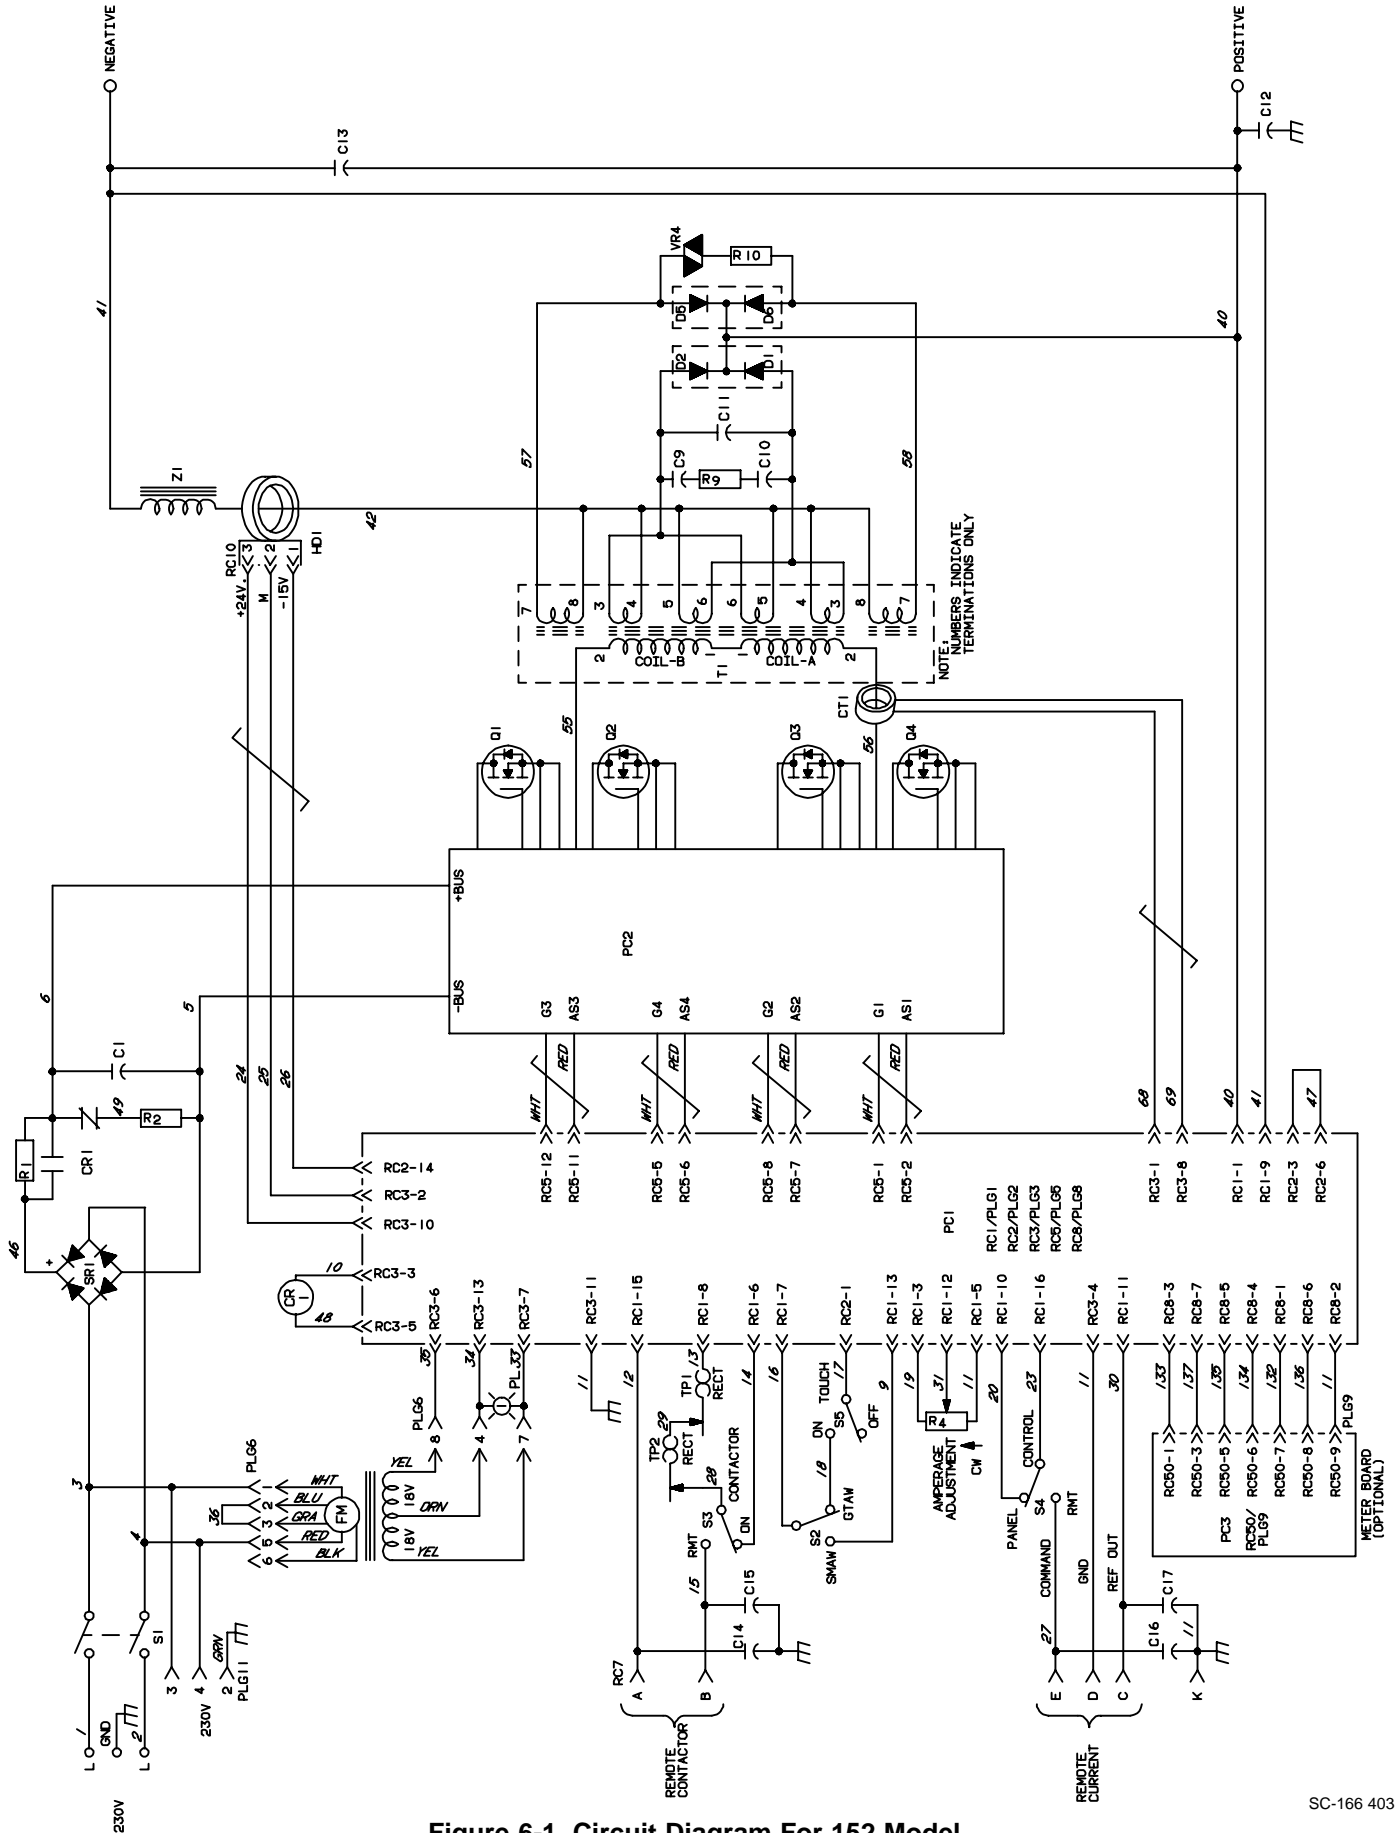 NEGATIVE
POSITIVE
C13
C12
41
40
VR4
R10
D5
D6
D2
D1
C11
C9
R9
C10
57
58
Z1
42
HD1
RC10
3
2
1
+24V.
M
-15V
7
8
3
4
5
6
6
5
4
3
8
7
2
COIL-B
1
T1
1
COIL-A
2
NOTE:
NUMBERS INDICATE
TERMINATIONS ONLY
CT1
55
56
Q1
Q2
Q3
Q4
+BUS
-BUS
PC2
G3
AS3
G4
AS4
G2
AS2
G1
AS1
WHT
RED
WHT
RED
WHT
RED
WHT
RED
6
5
C1
49
R2
R1
CR1
46
+
SR1
24
25
26
68
69
40
41
47
RC2-14
RC3-2
RC3-10
RC5-12
RC5-11
RC5-5
RC5-6
RC5-8
RC5-7
RC5-1
RC5-2
RC3-1
RC3-8
RC1-1
RC1-9
RC2-3
RC2-6
PC1
RC1/PLG1
RC2/PLG2
RC3/PLG3
RC5/PLG5
RC8/PLG8
CR
1
10
48
RC3-3
RC3-5
RC3-6
RC3-13
RC3-7
RC3-11
RC1-15
RC1-8
RC1-6
RC1-7
RC2-1
RC1-13
RC1-3
RC1-12
RC1-5
RC1-10
RC1-16
RC3-4
RC1-11
RC8-3
RC8-7
RC8-5
RC8-4
RC8-1
RC8-6
RC8-2
35
34
33
11
12
13
14
16
17
9
19
31
11
20
23
11
30
133
137
135
134
132
136
11
PLG6
8
4
7
PL1
TP1
RECT
29
TP2
RECT
28
CONTACTOR
S3
RMT
ON
15
TOUCH
S5
ON
OFF
18
GTAW
S2
SMAW
R4
AMPERAGE
ADJUSTMENT
CW
CONTROL
PANEL
S4
RMT
COMMAND
GND
REF OUT
27
PLG9
RC50-1
RC50-3
RC50-5
RC50-6
RC50-7
RC50-8
RC50-9
PC3
RC50/
PLG9
METER BOARD
(OPTIONAL)
3
4
36
PLG6
1
2
3
5
6
WHT
BLU
GRA
RED
BLK
FM
YEL
18V
ORN
18V
YEL
S1
3
4
2
GRN
PLG11
230V
1
GND
2
L
L
230V
RC7
A
B
C14
C15
REMOTE
CONTACTOR
E
D
C
K
C16
C17
11
REMOTE
CURRENT
SC-166 403
Figure 6-1. Circuit Diagram For 152 Model